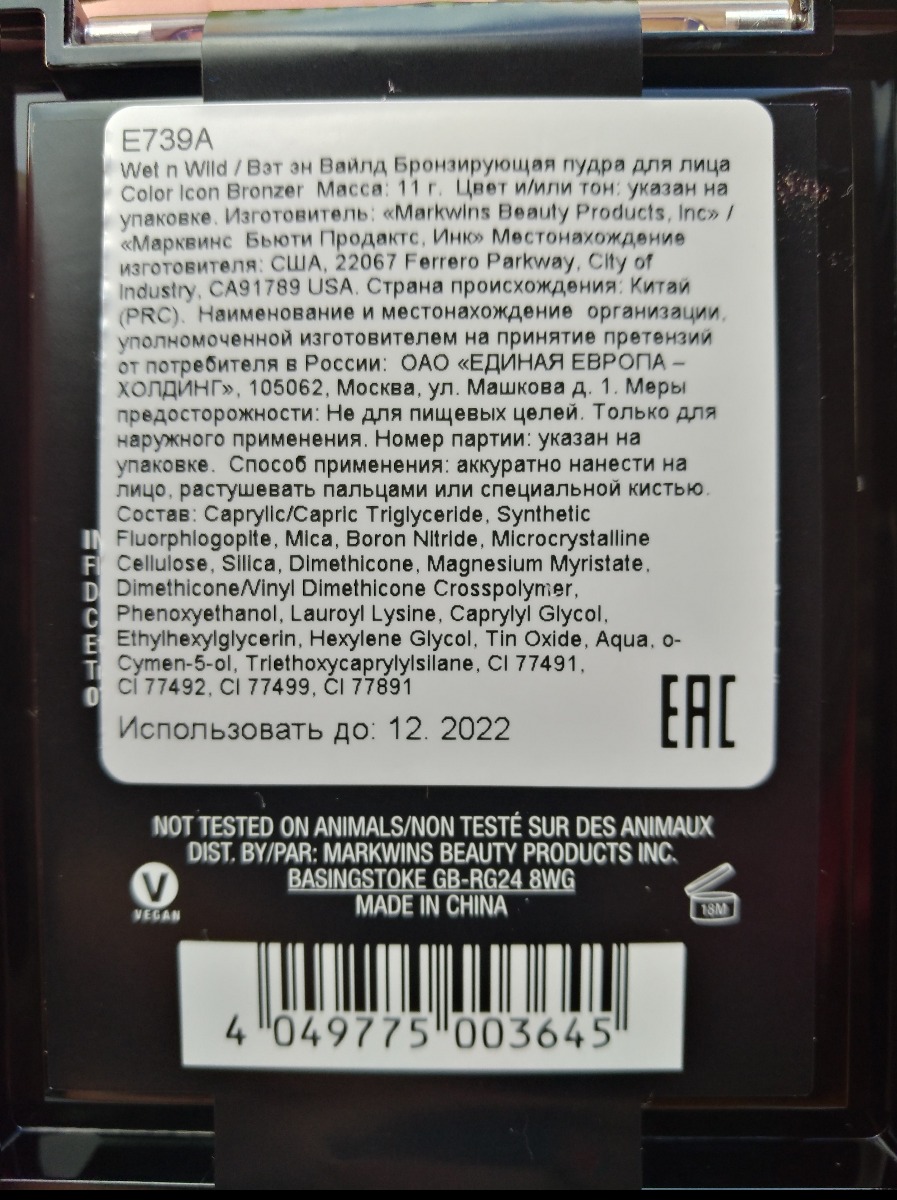 E739A
Wet n Wild / Вэт эн Вайлд Бронзирующая пудра для лица
Color Icon Bronzer Масса: 11 г. Цвет и/или тон: указан на
упаковке. Изготовитель: «Markwins Beauty Products, Inc» /
«Марквинс Бьюти Продактс, Инк» Местонахождение
изготовителя: США, 22067 Ferrero Parkway, City of
Industry, CA91789 USA. Страна происхождения: Китай
(PRC). Наименование и местонахождение организации,
уполномоченной изготовителем на принятие претензий
от потребителя в России: ОАО «ЕДИНАЯ ЕВРОПА –
ХОЛДИНГ», 105062, Москва, ул. Машкова д. 1. Меры
предосторожности: Не для пищевых целей. Только для
наружного применения. Номер партии: указан на
упаковке. Способ применения: аккуратно нанести на
лицо, растушевать пальцами или специальной кистью.
Состав: Caprylic/Capric Triglyceride, Synthetic
Fluorphlogopite, Mica, Boron Nitride, Microcrystalline
Cellulose, Silica, Dimethicone, Magnesium Myristate,
Dimethicone/Vinyl Dimethicone Crosspolymer,
Phenoxyethanol, Lauroyl Lysine, Caprylyl Glycol,
Ethylhexylglycerin, Hexylene Glycol, Tin Oxide, Aqua, o-
Cymen-5-ol, Triethoxycaprylylsilane, CI 77491,
CI 77492, CI 77499, CI 77891
Использовать до: 12. 2022
EAC
NOT TESTED ON ANIMALS/NON TESTÉ SUR DES ANIMAUX
DIST. BY/PAR: MARKWINS BEAUTY PRODUCTS INC.
BASINGSTOKE GB-RG24 8WG
MADE IN CHINA
V
VEGAN
18M
4 049775 003645